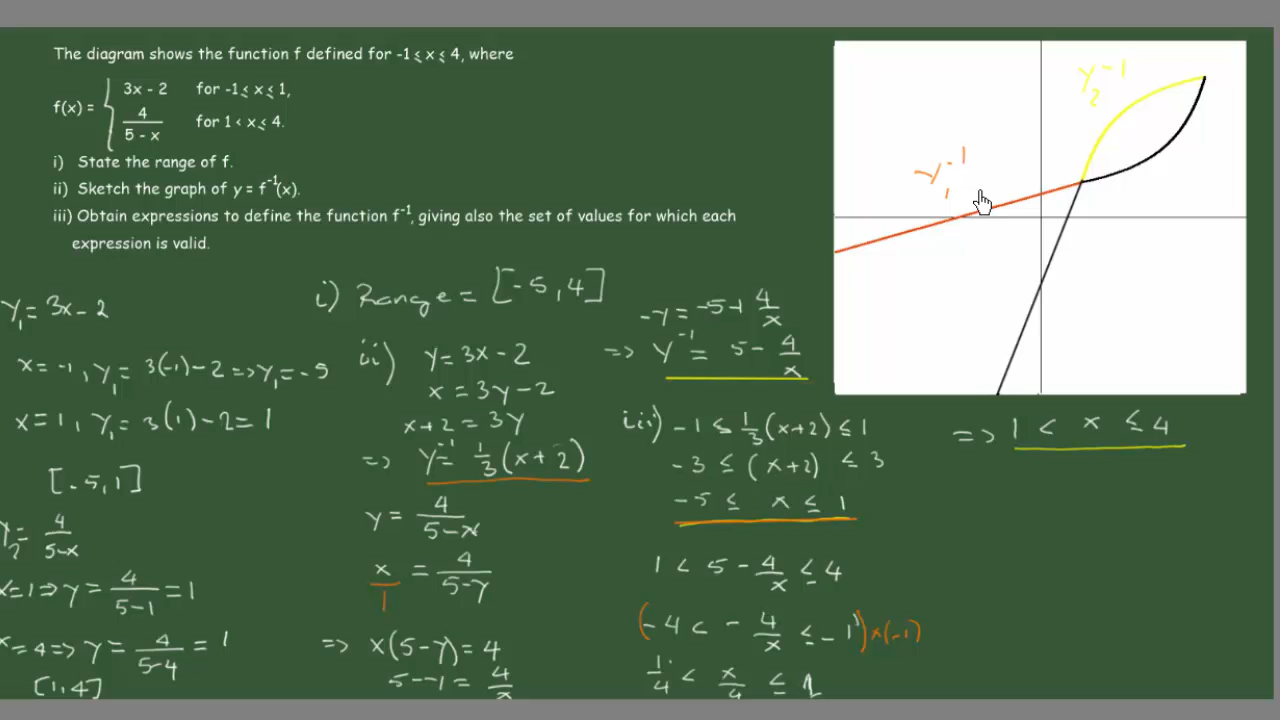 The diagram shows the function f defined for -1 ≤ x ≤ 4, where
f(x) = { 3x - 2 for -1 ≤ x ≤ 1,
4/(5 - x) for 1 < x ≤ 4.
i) State the range of f.
ii) Sketch the graph of y = f⁻¹(x).
iii) Obtain expressions to define the function f⁻¹, giving also the set of values for which each
expression is valid.
y₁ = 3x - 2
x = -1, y₁ = 3(-1) - 2 => y₁ = -5
x = 1, y₁ = 3(1) - 2 = 1
[-5, 1]
y₂ = 4/(5-x)
x = 1 => y = 4/(5-1) = 1
x = 4 => y = 4/(5-4) = 1
[1, 4]
i) Range = [-5, 4]
ii) y = 3x - 2
x = 3y - 2
x + 2 = 3y
=> y⁻¹ = 1/3 (x + 2)
y = 4/(5-x)
x/1 = 4/(5-y)
=> x(5-y) = 4
5 - y = 4/x
-y = -5 + 4/x
=> y⁻¹ = 5 - 4/x
iii) -1 ≤ 1/3 (x+2) ≤ 1
-3 ≤ (x+2) ≤ 3
-5 ≤ x ≤ 1
1 < 5 - 4/x ≤ 4
(-4 < - 4/x ≤ -1) x(-1)
1/4 < x/4 ≤ 1
=> 1 < x ≤ 4
y₂⁻¹
y₁⁻¹